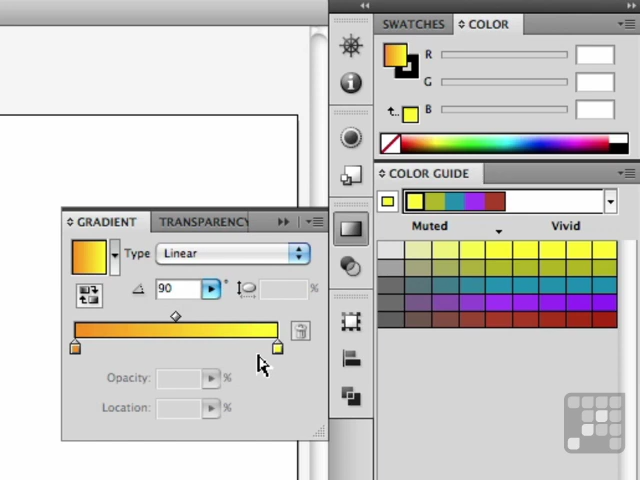 SWATCHES COLOR
R
G
B
COLOR GUIDE
Muted Vivid
GRADIENT TRANSPARENCY
Type Linear
90 ° %
Opacity: %
Location: %